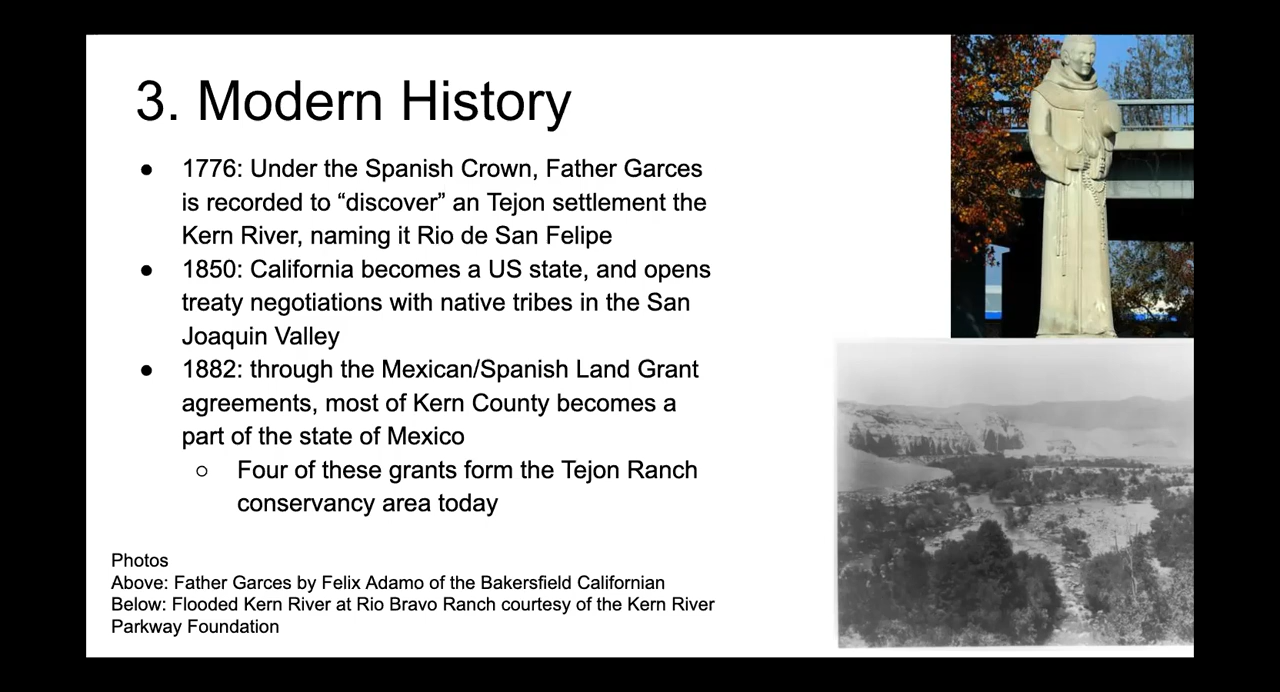 3. Modern History
● 1776: Under the Spanish Crown, Father Garces
is recorded to “discover” an Tejon settlement the
Kern River, naming it Rio de San Felipe
● 1850: California becomes a US state, and opens
treaty negotiations with native tribes in the San
Joaquin Valley
● 1882: through the Mexican/Spanish Land Grant
agreements, most of Kern County becomes a
part of the state of Mexico
○ Four of these grants form the Tejon Ranch
conservancy area today
Photos
Above: Father Garces by Felix Adamo of the Bakersfield Californian
Below: Flooded Kern River at Rio Bravo Ranch courtesy of the Kern River
Parkway Foundation